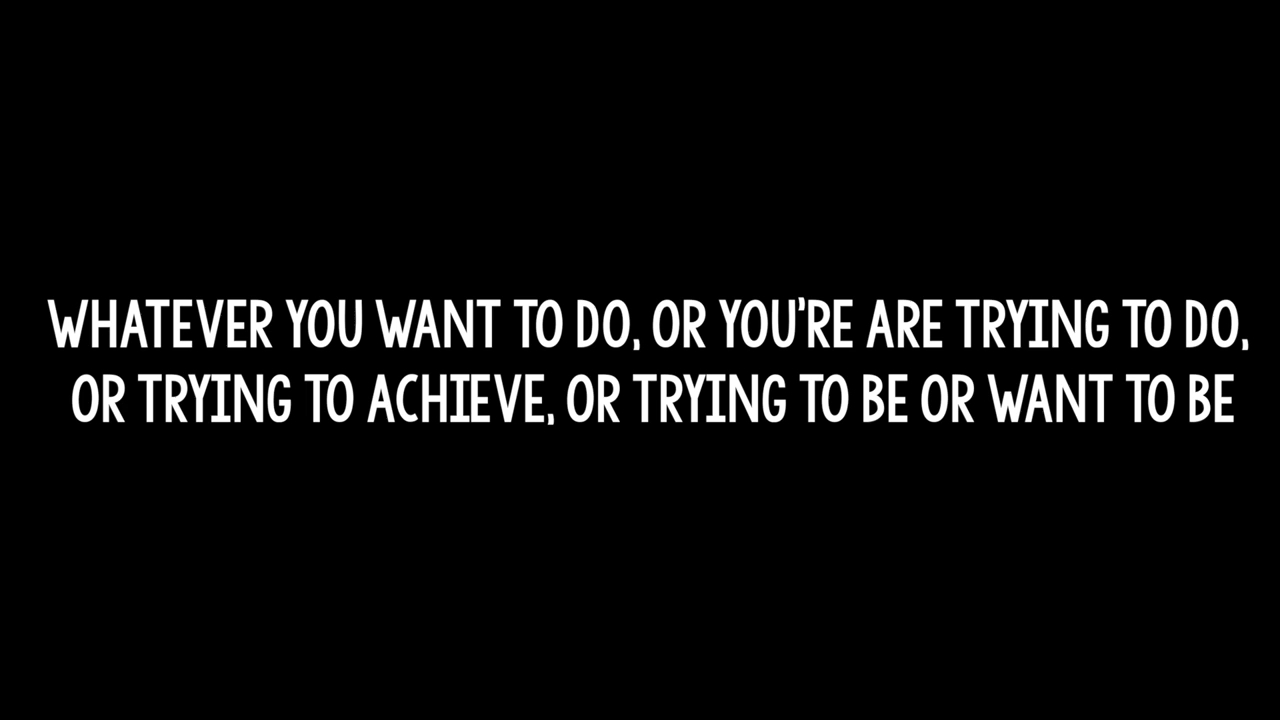 WHATEVER YOU WANT TO DO, OR YOU'RE ARE TRYING TO DO,
OR TRYING TO ACHIEVE, OR TRYING TO BE OR WANT TO BE